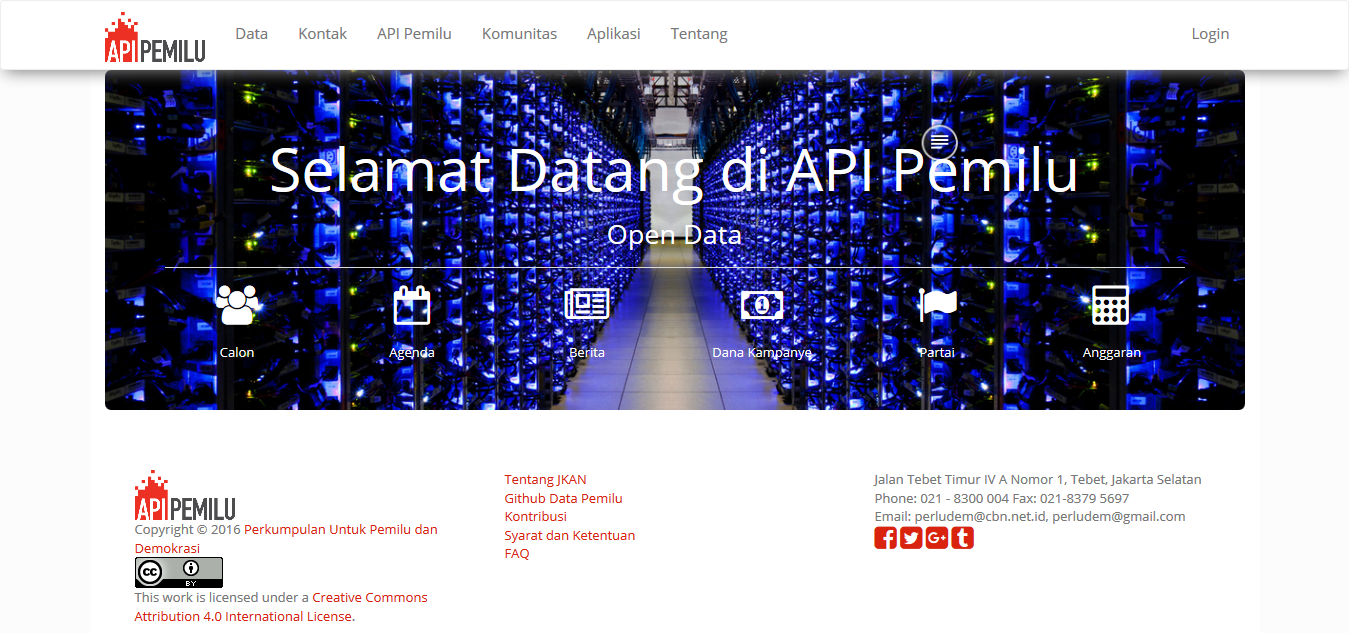 APIPEMILU
Data Kontak API Pemilu Komunitas Aplikasi Tentang Login
Selamat Datang di API Pemilu
Open Data
1
Calon Agenda Berita Dana Kampanye Partai Anggaran
APIPEMILU
Copyright © 2016 Perkumpulan Untuk Pemilu dan
Demokrasi
cc BY
This work is licensed under a Creative Commons
Attribution 4.0 International License.
Tentang JKAN
Github Data Pemilu
Kontribusi
Syarat dan Ketentuan
FAQ
Jalan Tebet Timur IV A Nomor 1, Tebet, Jakarta Selatan
Phone: 021 - 8300 004 Fax: 021-8379 5697
Email: perludem@cbn.net.id, perludem@gmail.com
f G+ t